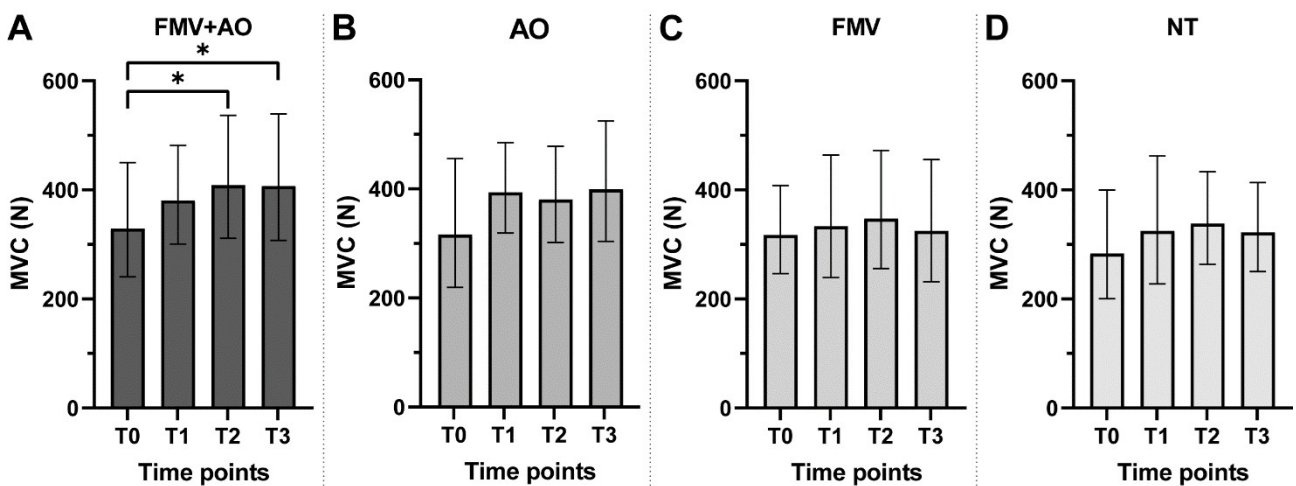 A FMV+AO
* *
MVC (N)
600
400
200
0
T0 T1 T2 T3
Time points
B AO
MVC (N)
600
400
200
0
T0 T1 T2 T3
Time points
C FMV
MVC (N)
600
400
200
0
T0 T1 T2 T3
Time points
D NT
MVC (N)
600
400
200
0
T0 T1 T2 T3
Time points